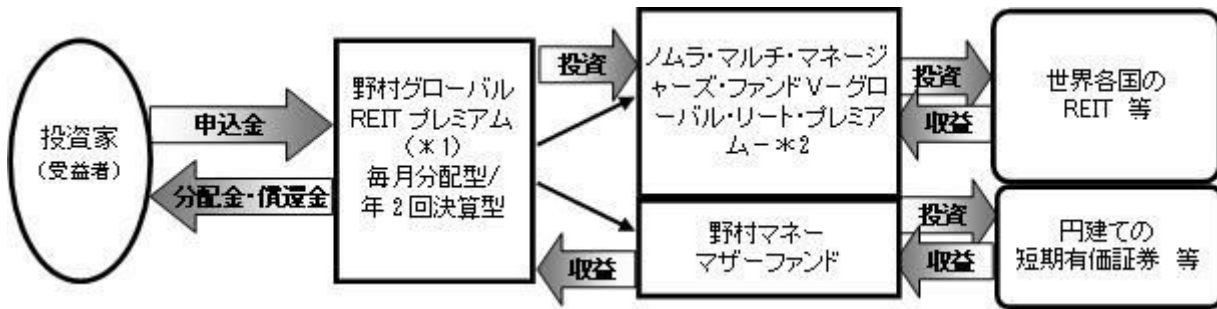 投資家
(受益者)
申込金
分配金・償還金
野村グローバル
REIT プレミアム
(*1)
毎月分配型/
年2回決算型
投資
収益
ノムラ・マルチ・マネージ
ャーズ・ファンドⅤ－グロ
ーバル・リート・プレミア
ム－*2
野村マネー
マザーファンド
投資
収益
投資
収益
世界各国の
REIT 等
円建ての
短期有価証券 等